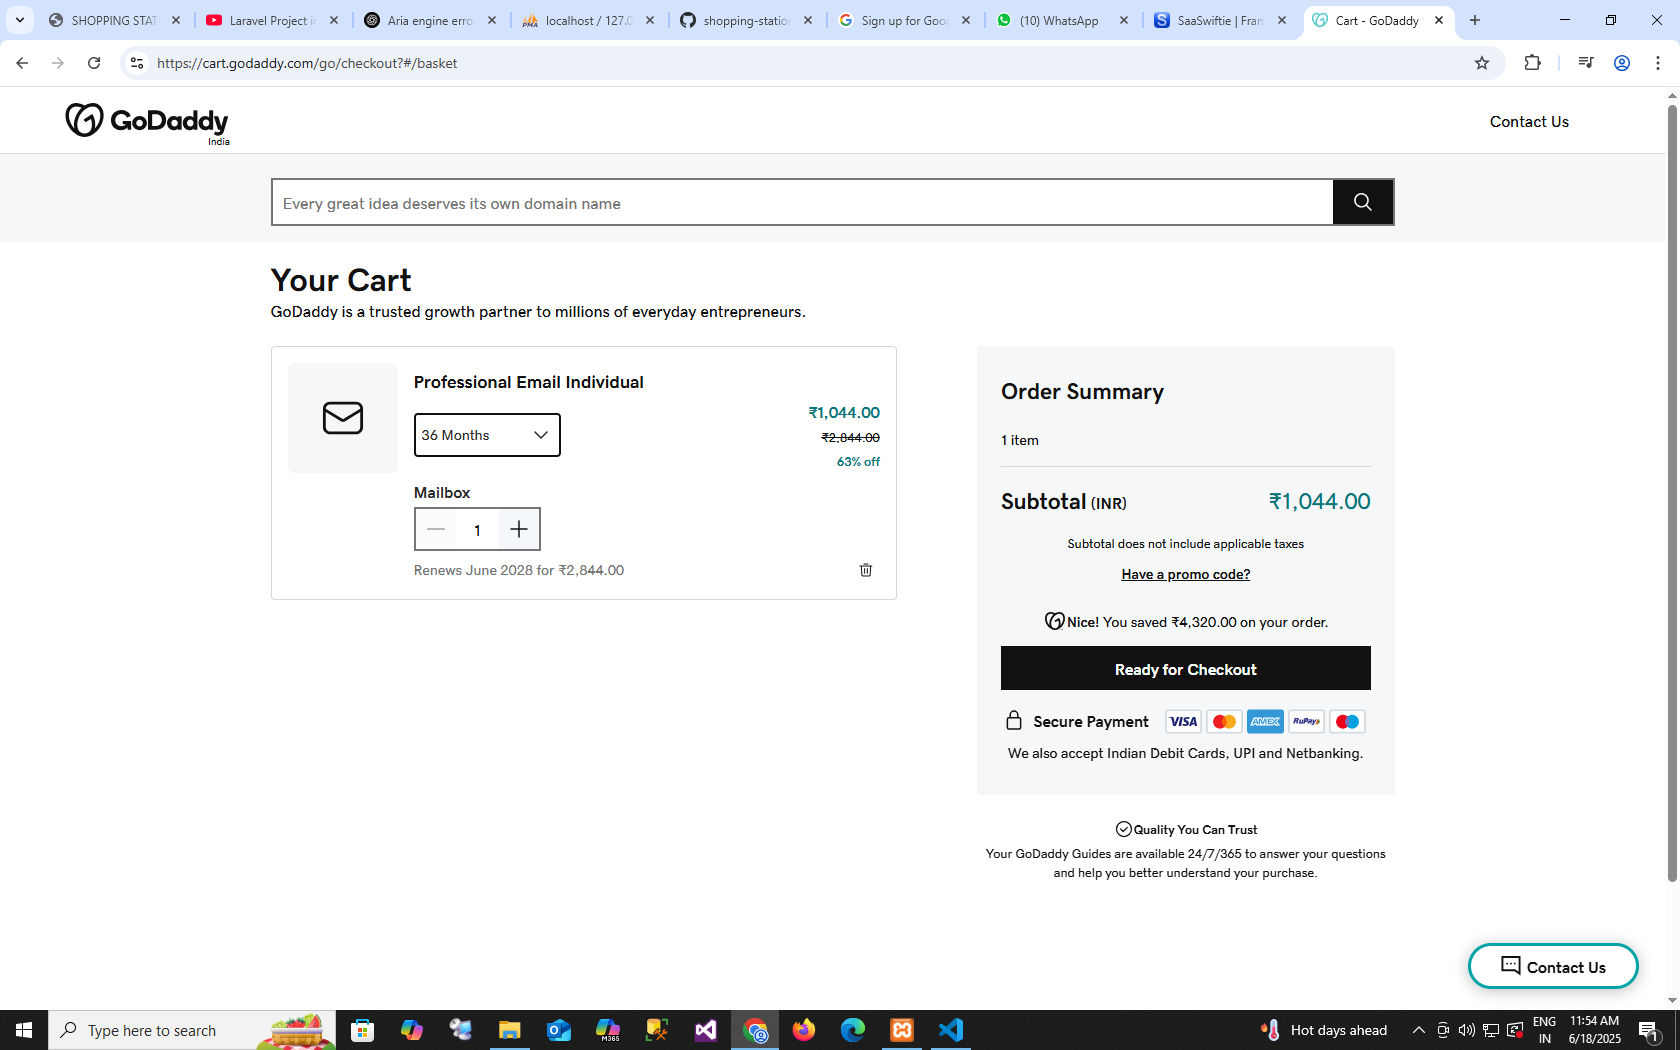 SHOPPING STAT
Laravel Project i
Aria engine erro
localhost / 127.0
shopping-statio
Sign up for Goo
(10) WhatsApp
SaaSwiftie | Fram
Cart - GoDaddy
https://cart.godaddy.com/go/checkout?#/basket
GoDaddy
India
Contact Us
Every great idea deserves its own domain name
Your Cart
GoDaddy is a trusted growth partner to millions of everyday entrepreneurs.
Professional Email Individual
36 Months
₹1,044.00
₹2,844.00
63% off
Mailbox
1
Renews June 2028 for ₹2,844.00
Order Summary
1 item
Subtotal (INR) ₹1,044.00
Subtotal does not include applicable taxes
Have a promo code?
Nice! You saved ₹4,320.00 on your order.
Ready for Checkout
Secure Payment VISA AMEX RuPay
We also accept Indian Debit Cards, UPI and Netbanking.
Quality You Can Trust
Your GoDaddy Guides are available 24/7/365 to answer your questions
and help you better understand your purchase.
Contact Us
Type here to search
M365
Hot days ahead
ENG
IN
11:54 AM
6/18/2025
1